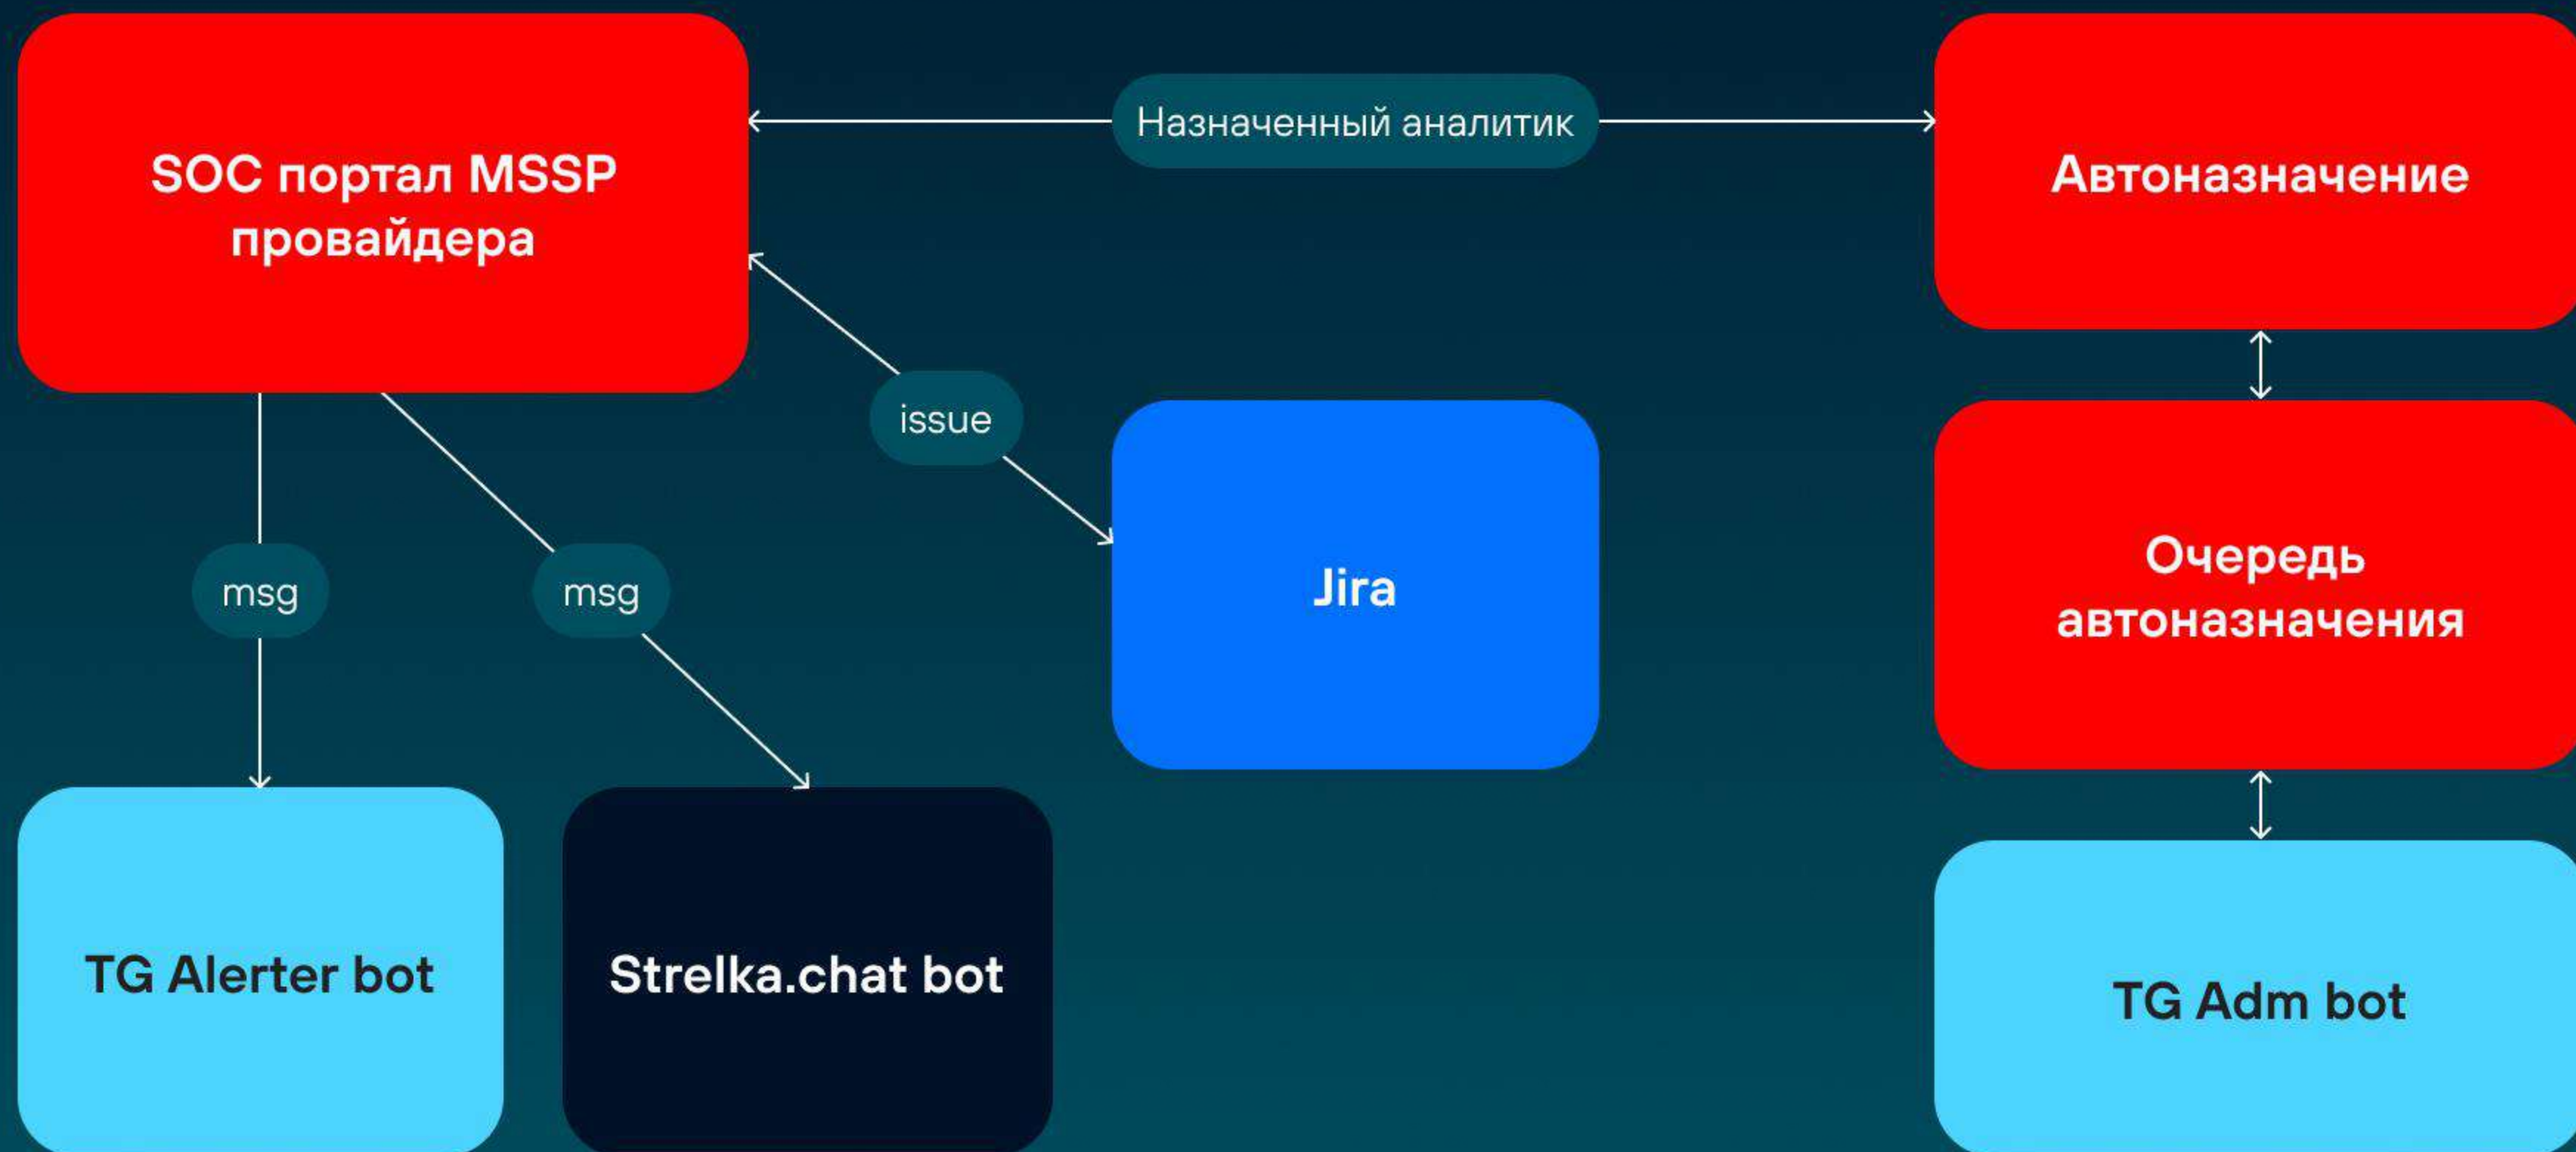 SOC портал MSSP
провайдера
Назначенный аналитик
Автоназначение
issue
Jira
Очередь
автоназначения
msg
msg
TG Alerter bot
Strelka.chat bot
TG Adm bot